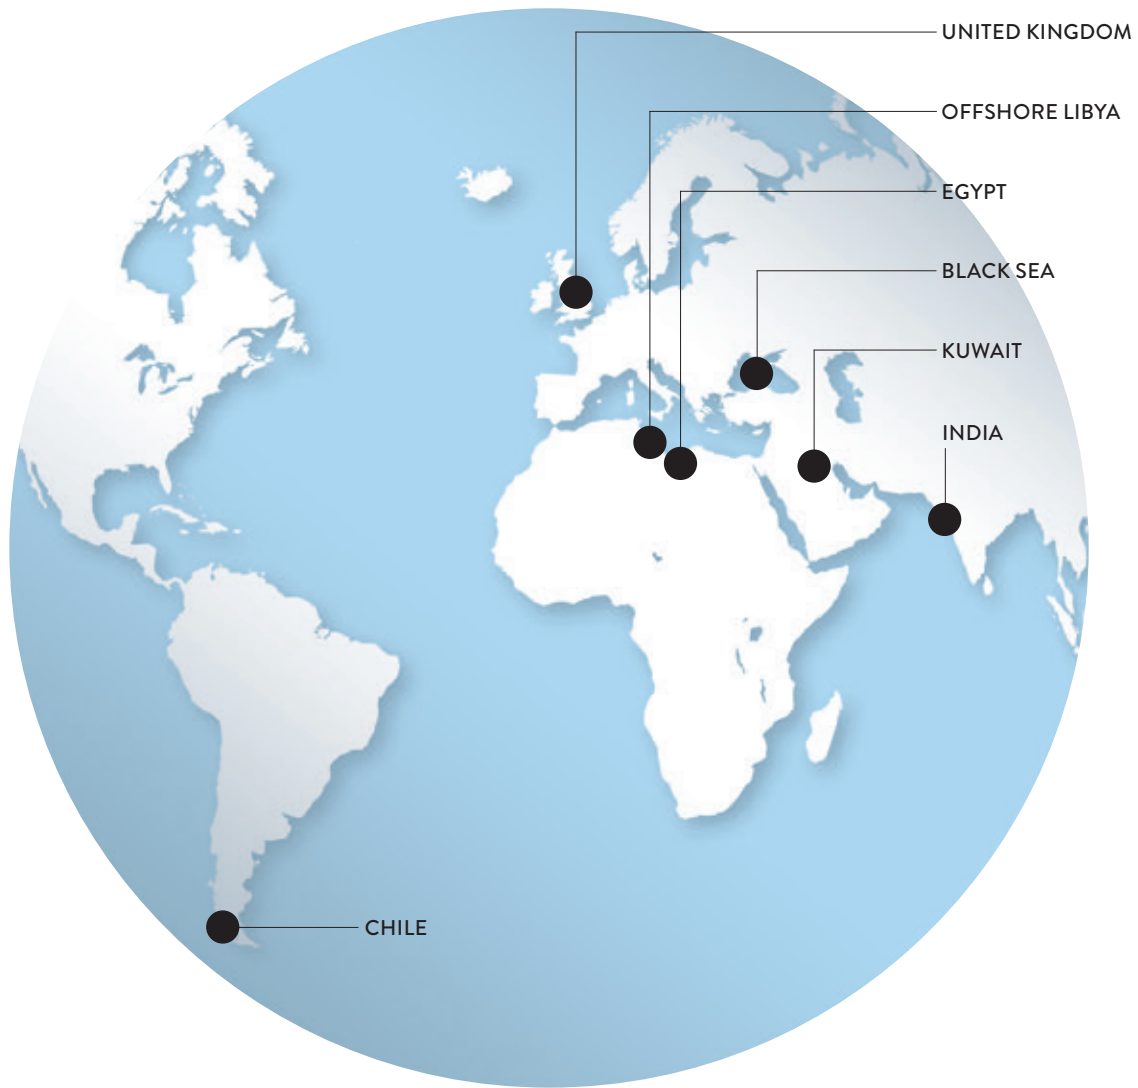 UNITED KINGDOM
OFFSHORE LIBYA
EGYPT
BLACK SEA
KUWAIT
INDIA
CHILE